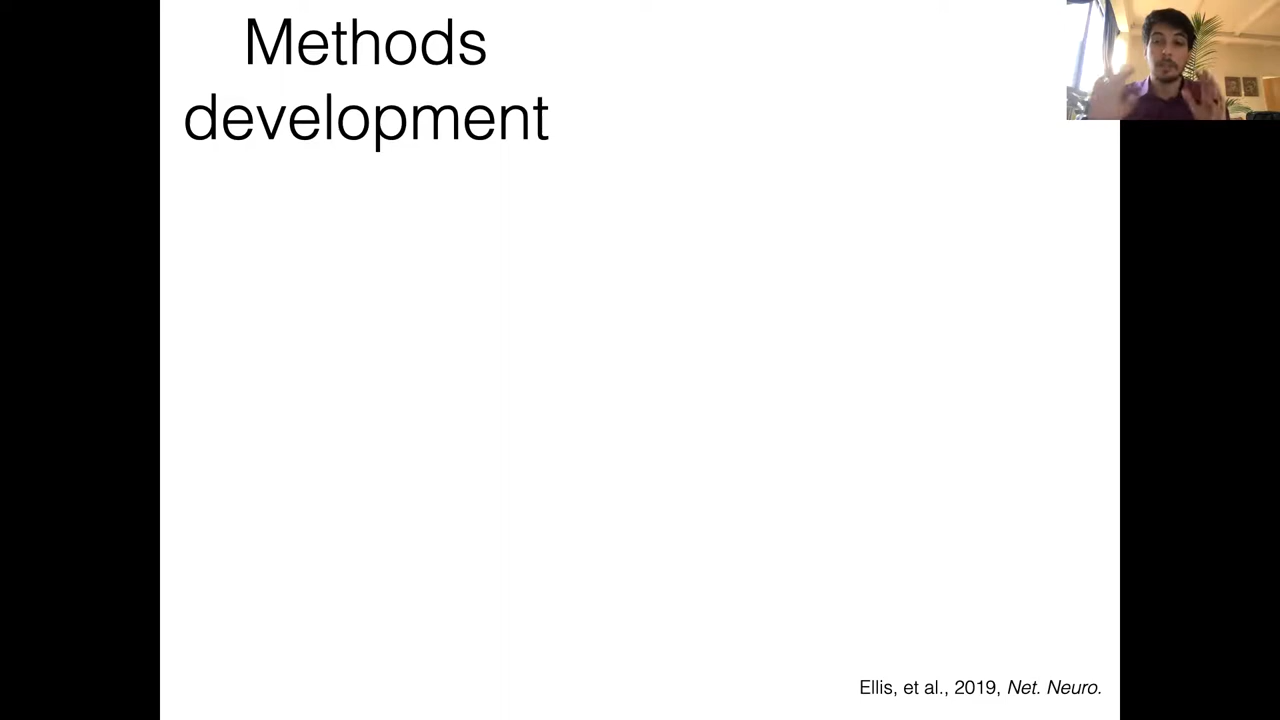 Methods
development
Ellis, et al., 2019, Net. Neuro.